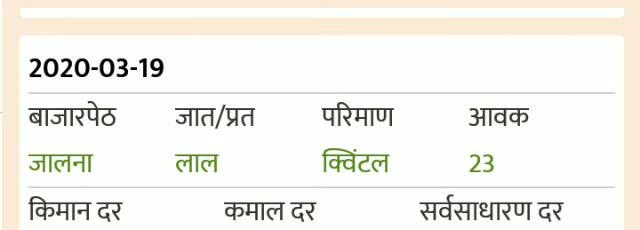 2020-03-19
बाजारपेठ जात/प्रत परिमाण आवक
जालना लाल क्विंटल 23
किमान दर कमाल दर सर्वसाधारण दर